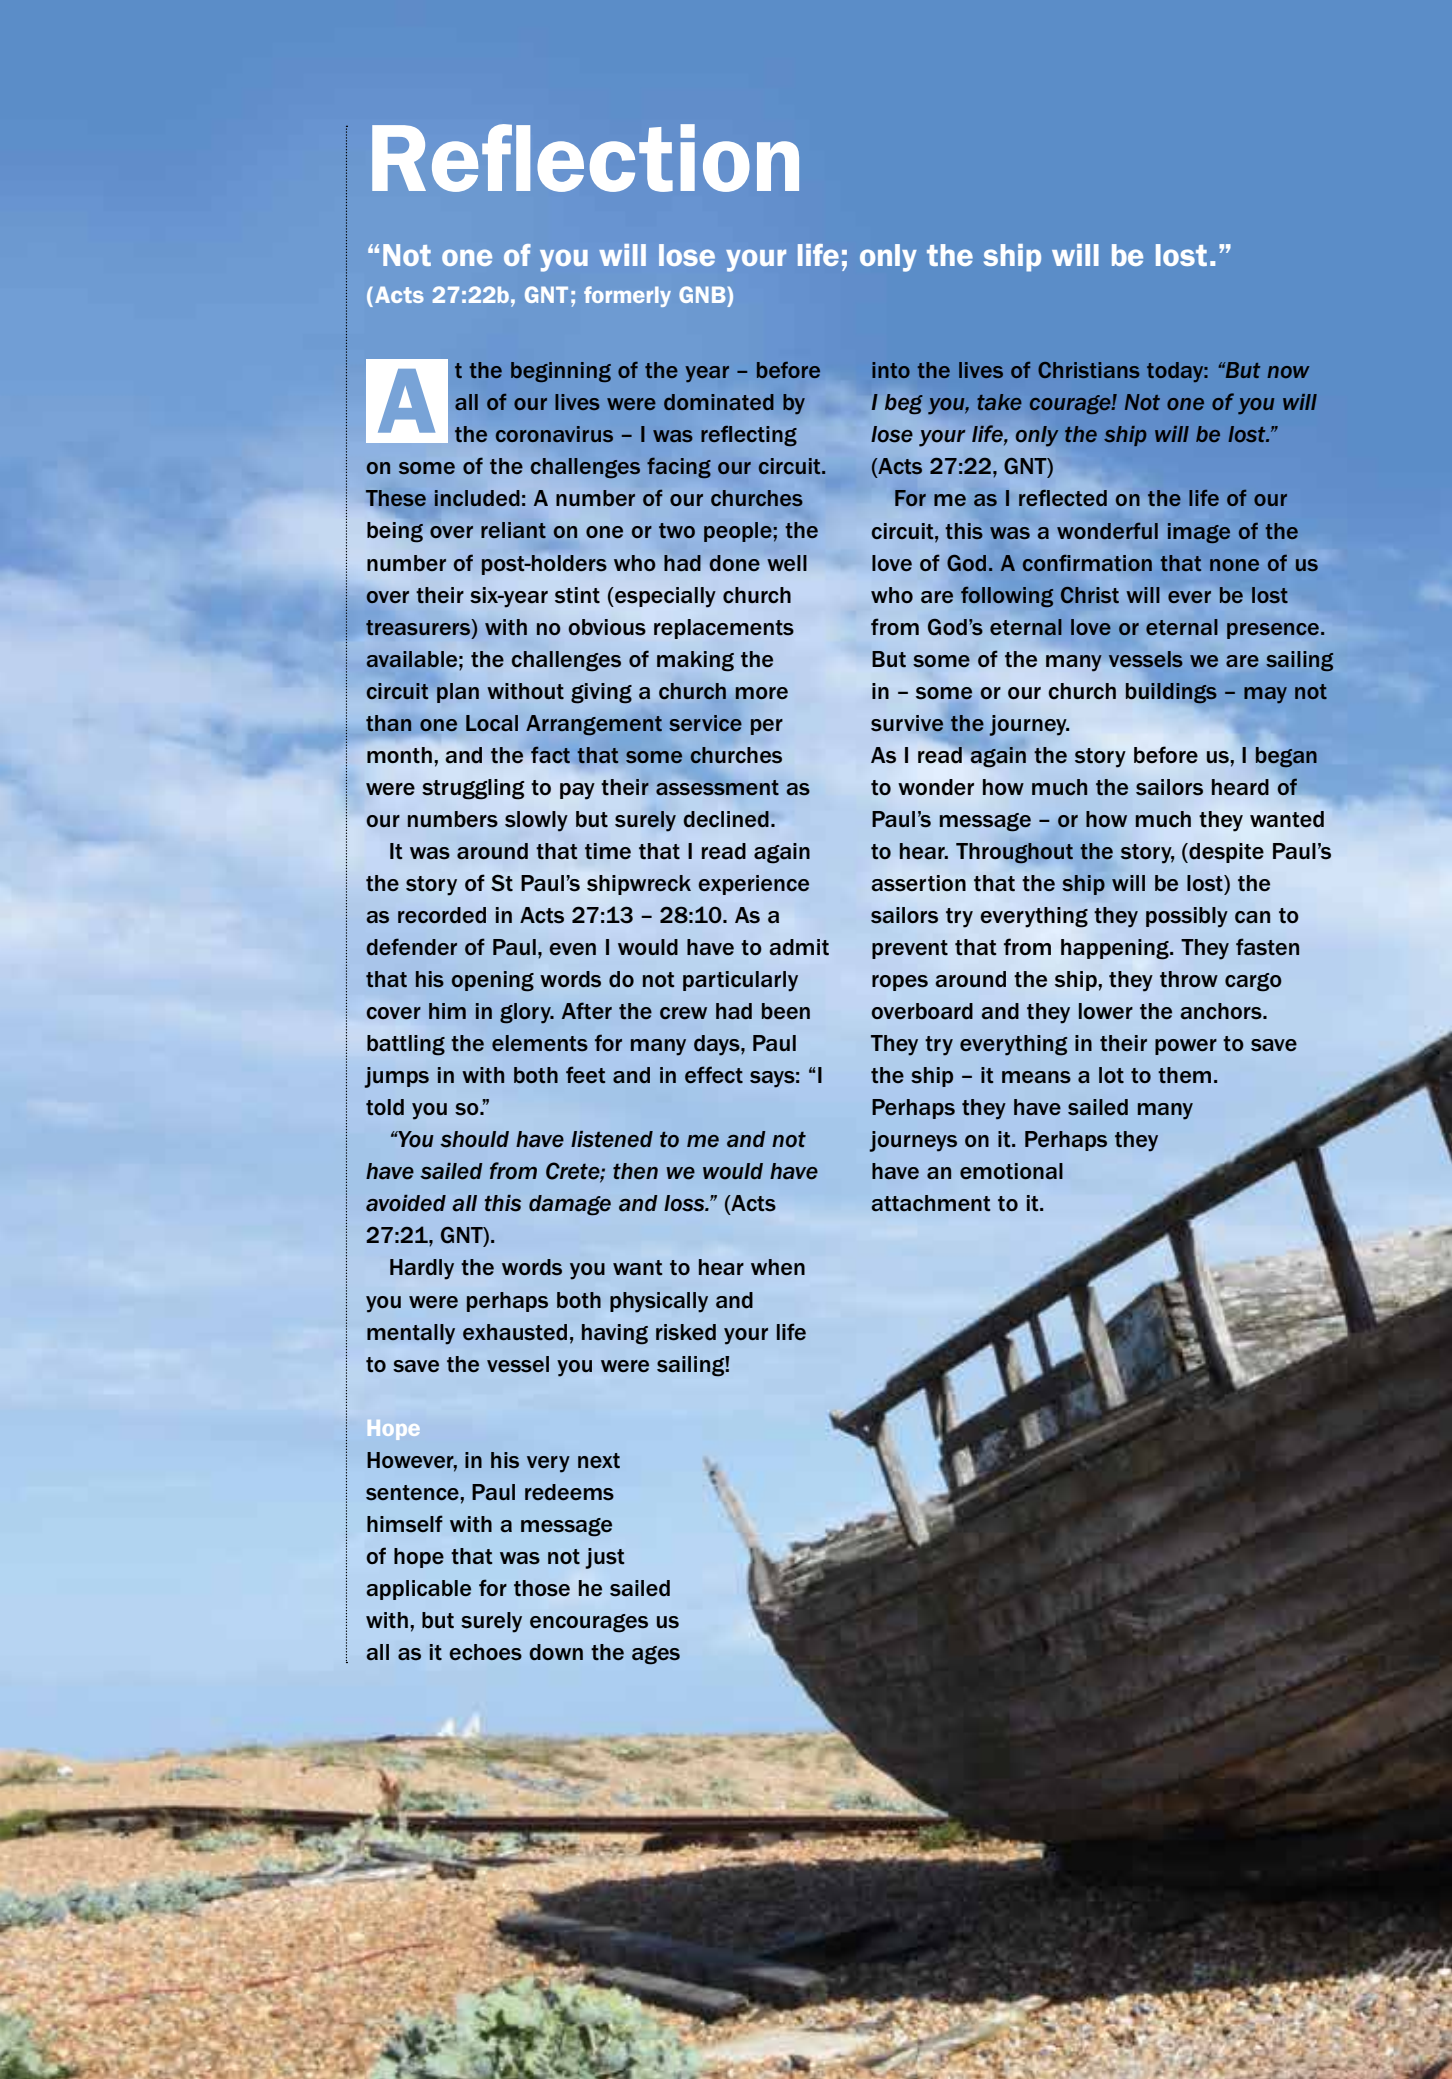 Reflection
“Not one of you will lose your life; only the ship will be lost.”
(Acts 27:22b, GNT; formerly GNB)
At the beginning of the year – before
all of our lives were dominated by
the coronavirus – I was reflecting
on some of the challenges facing our circuit.
These included: A number of our churches
being over reliant on one or two people; the
number of post-holders who had done well
over their six-year stint (especially church
treasurers) with no obvious replacements
available; the challenges of making the
circuit plan without giving a church more
than one Local Arrangement service per
month, and the fact that some churches
were struggling to pay their assessment as
our numbers slowly but surely declined.
It was around that time that I read again
the story of St Paul’s shipwreck experience
as recorded in Acts 27:13 – 28:10. As a
defender of Paul, even I would have to admit
that his opening words do not particularly
cover him in glory. After the crew had been
battling the elements for many days, Paul
jumps in with both feet and in effect says: “I
told you so.”
“You should have listened to me and not
have sailed from Crete; then we would have
avoided all this damage and loss.” (Acts
27:21, GNT).
Hardly the words you want to hear when
you were perhaps both physically and
mentally exhausted, having risked your life
to save the vessel you were sailing!
Hope
However, in his very next
sentence, Paul redeems
himself with a message
of hope that was not just
applicable for those he sailed
with, but surely encourages us
all as it echoes down the ages
into the lives of Christians today: “But now
I beg you, take courage! Not one of you will
lose your life, only the ship will be lost.”
(Acts 27:22, GNT)
For me as I reflected on the life of our
circuit, this was a wonderful image of the
love of God. A confirmation that none of us
who are following Christ will ever be lost
from God’s eternal love or eternal presence.
But some of the many vessels we are sailing
in – some or our church buildings – may not
survive the journey.
As I read again the story before us, I began
to wonder how much the sailors heard of
Paul’s message – or how much they wanted
to hear. Throughout the story, (despite Paul’s
assertion that the ship will be lost) the
sailors try everything they possibly can to
prevent that from happening. They fasten
ropes around the ship, they throw cargo
overboard and they lower the anchors.
They try everything in their power to save
the ship – it means a lot to them.
Perhaps they have sailed many
journeys on it. Perhaps they
have an emotional
attachment to it.